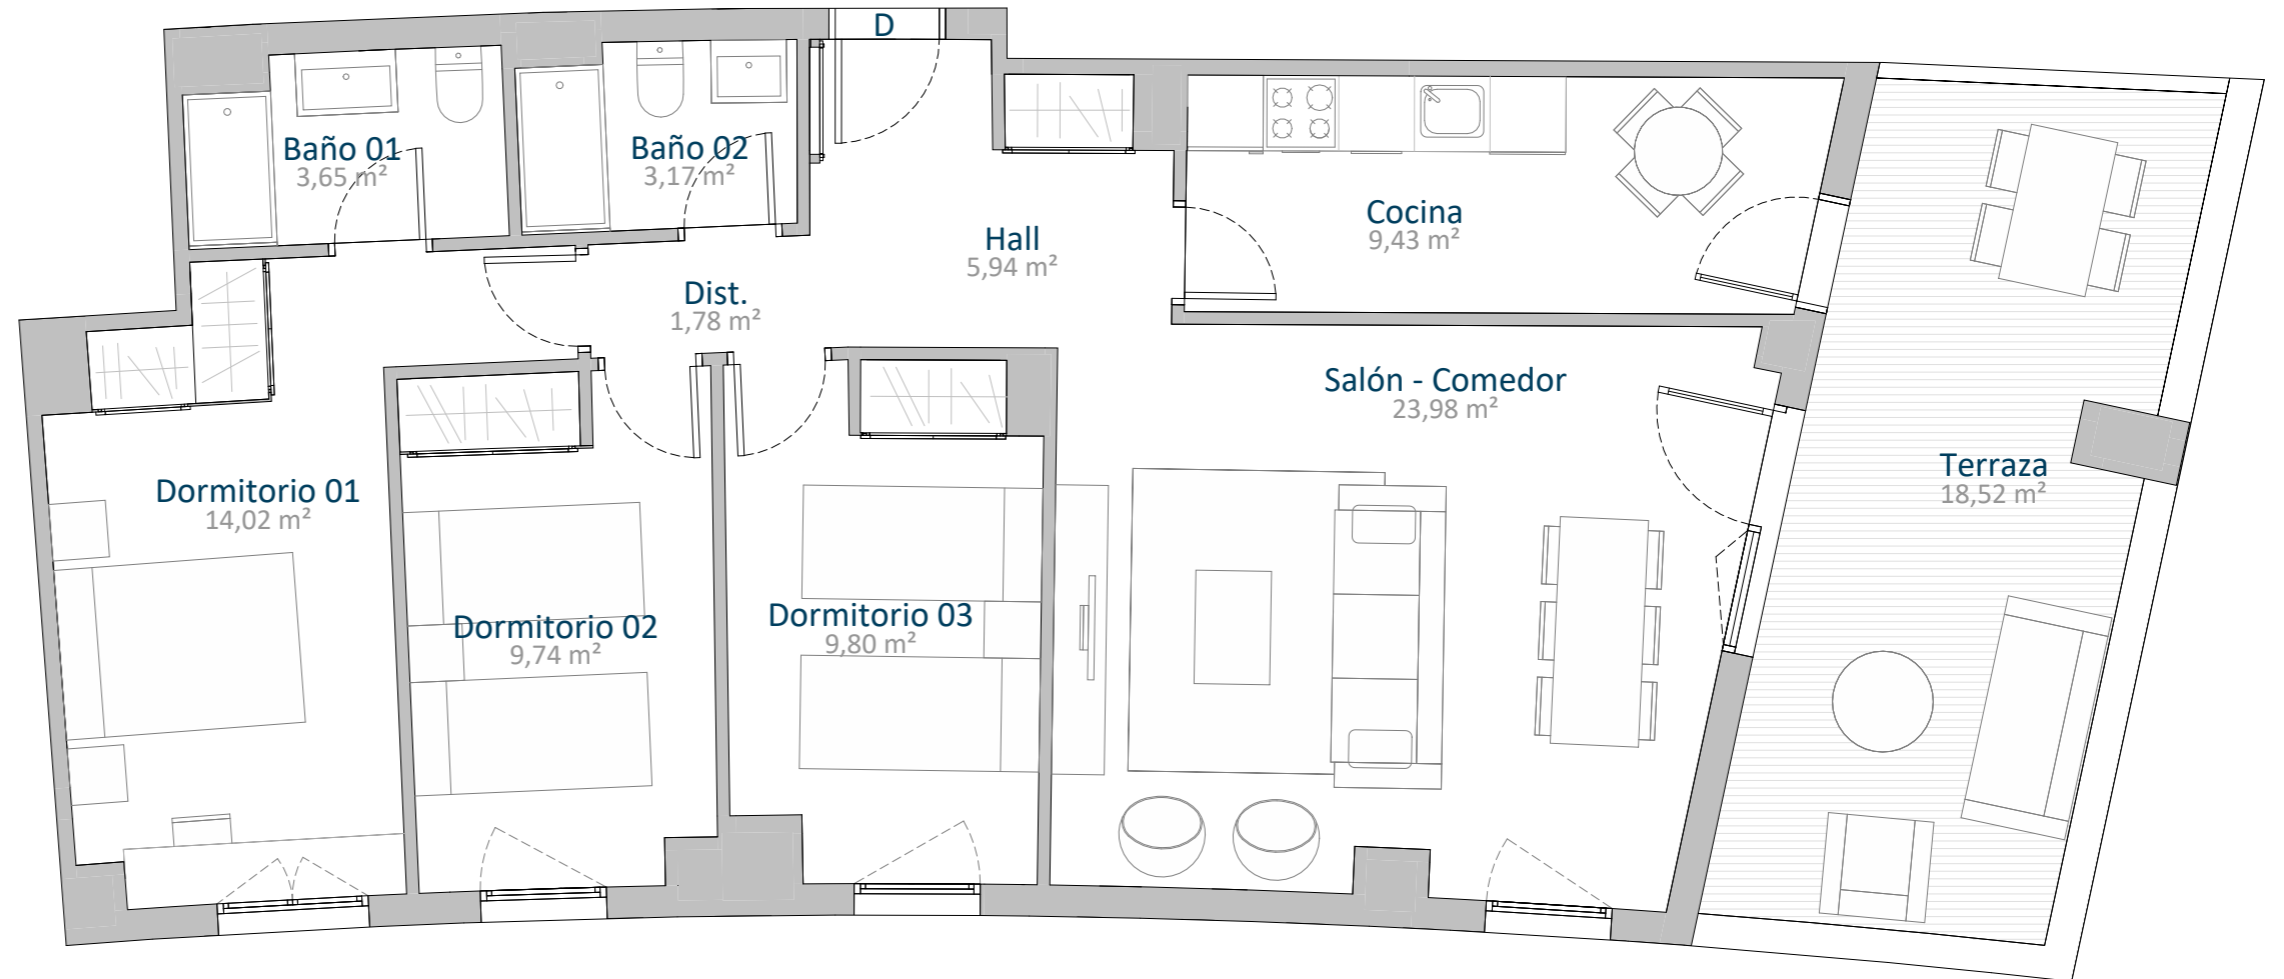 D
Baño 01
3,65 m²
Baño 02
3,17 m²
Hall
5,94 m²
Cocina
9,43 m²
Dist.
1,78 m²
Salón - Comedor
23,98 m²
Terraza
18,52 m²
Dormitorio 01
14,02 m²
Dormitorio 02
9,74 m²
Dormitorio 03
9,80 m²